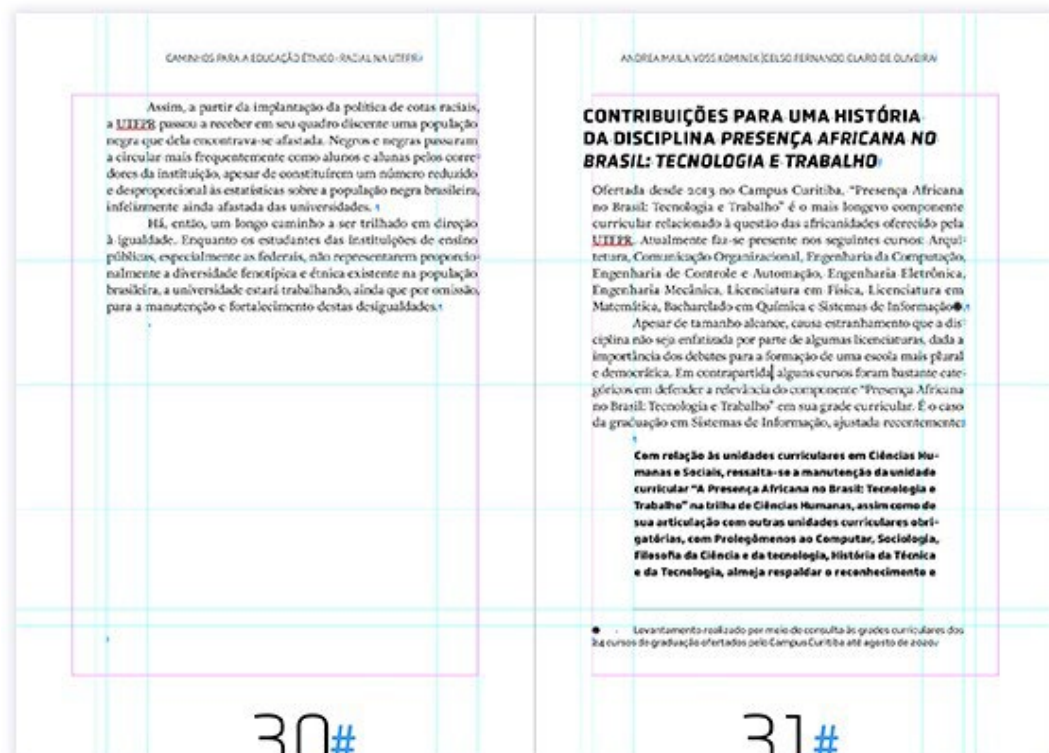 CAMINHOS PARA A EDUCAÇÃO ÉTNICO-RACIAL NA UTFPR
Assim, a partir da implantação da política de cotas raciais,
a UTFPR passou a receber em seu quadro discente uma população
negra que dela encontrava-se afastada. Negros e negras passaram
a circular mais frequentemente como alunos e alunas pelos corre-
dores da instituição, apesar de constituírem um número reduzido
e desproporcional às estatísticas sobre a população negra brasileira,
infelizmente ainda afastada das universidades.
Há, então, um longo caminho a ser trilhado em direção
à igualdade. Enquanto os estudantes das instituições de ensino
públicas, especialmente as federais, não representarem proporcio-
nalmente a diversidade fenotípica e étnica existente na população
brasileira, a universidade estará trabalhando, ainda que por omissão,
para a manutenção e fortalecimento destas desigualdades.
30#
ANDREA MAILA VOSS KOMINEK|CELSO FERNANDO CLARO DE OLIVEIRA
CONTRIBUIÇÕES PARA UMA HISTÓRIA
DA DISCIPLINA PRESENÇA AFRICANA NO
BRASIL: TECNOLOGIA E TRABALHO
Ofertada desde 2013 no Campus Curitiba, “Presença Africana
no Brasil: Tecnologia e Trabalho” é o mais longevo componente
curricular relacionado à questão das africanidades oferecido pela
UTFPR. Atualmente faz-se presente nos seguintes cursos: Arqui-
tetura, Comunicação Organizacional, Engenharia da Computação,
Engenharia de Controle e Automação, Engenharia Eletrônica,
Engenharia Mecânica, Licenciatura em Física, Licenciatura em
Matemática, Bacharelado em Química e Sistemas de Informação●.
Apesar de tamanho alcance, causa estranhamento que a dis-
ciplina não seja enfatizada por parte de algumas licenciaturas, dada a
importância dos debates para a formação de uma escola mais plural
e democrática. Em contrapartida, alguns cursos foram bastante cate-
góricos em defender a relevância do componente “Presença Africana
no Brasil: Tecnologia e Trabalho” em sua grade curricular. É o caso
da graduação em Sistemas de Informação, ajustada recentemente:
Com relação às unidades curriculares em Ciências Hu-
manas e Sociais, ressalta-se a manutenção da unidade
curricular “A Presença Africana no Brasil: Tecnologia e
Trabalho” na trilha de Ciências Humanas, assim como de
sua articulação com outras unidades curriculares obri-
gatórias, com Prolegômenos ao Computar, Sociologia,
Filosofia da Ciência e da tecnologia, História da Técnica
e da Tecnologia, almeja respaldar o reconhecimento e
● Levantamento realizado por meio de consulta às grades curriculares dos
24 cursos de graduação ofertados pelo Campus Curitiba até agosto de 2020.
31#